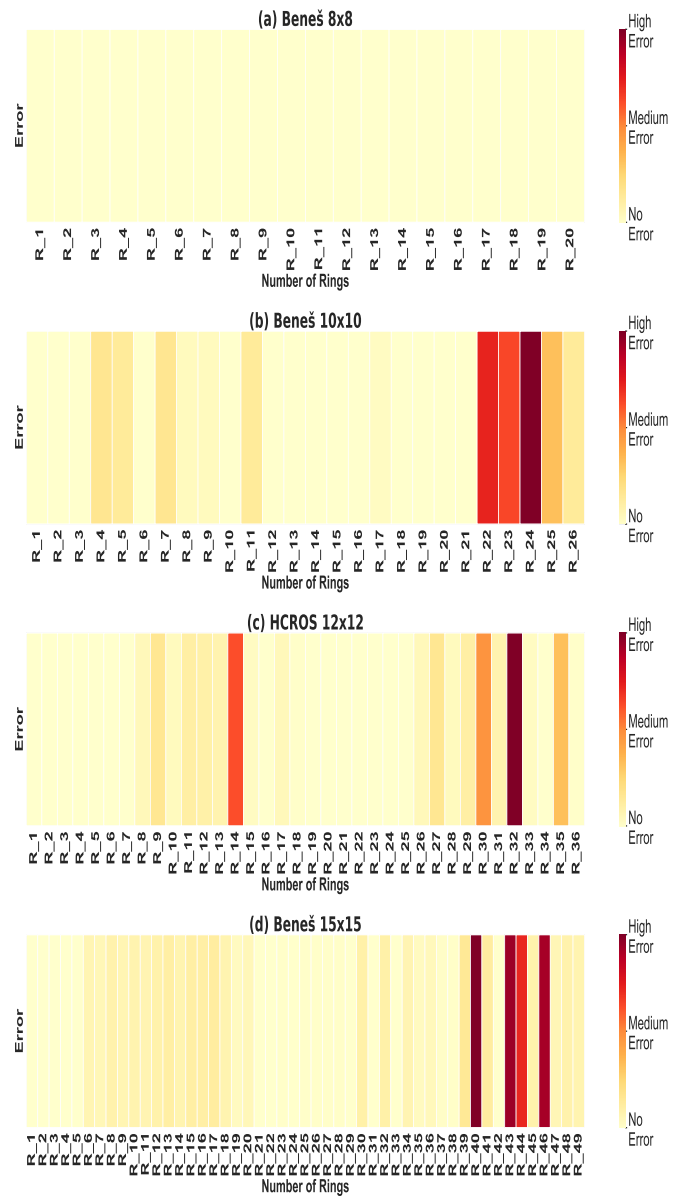 (a) Beneš 8x8
Error
R_1 R_2 R_3 R_4 R_5 R_6 R_7 R_8 R_9 R_10 R_11 R_12 R_13 R_14 R_15 R_16 R_17 R_18 R_19 R_20
Number of Rings
High
Error
Medium
Error
No
Error
(b) Beneš 10x10
Error
R_1 R_2 R_3 R_4 R_5 R_6 R_7 R_8 R_9 R_10 R_11 R_12 R_13 R_14 R_15 R_16 R_17 R_18 R_19 R_20 R_21 R_22 R_23 R_24 R_25 R_26
Number of Rings
High
Error
Medium
Error
No
Error
(c) HCROS 12x12
Error
R_1 R_2 R_3 R_4 R_5 R_6 R_7 R_8 R_9 R_10 R_11 R_12 R_13 R_14 R_15 R_16 R_17 R_18 R_19 R_20 R_21 R_22 R_23 R_24 R_25 R_26 R_27 R_28 R_29 R_30 R_31 R_32 R_33 R_34 R_35 R_36
Number of Rings
High
Error
Medium
Error
No
Error
(d) Beneš 15x15
Error
R_1 R_2 R_3 R_4 R_5 R_6 R_7 R_8 R_9 R_10 R_11 R_12 R_13 R_14 R_15 R_16 R_17 R_18 R_19 R_20 R_21 R_22 R_23 R_24 R_25 R_26 R_27 R_28 R_29 R_30 R_31 R_32 R_33 R_34 R_35 R_36 R_37 R_38 R_39 R_40 R_41 R_42 R_43 R_44 R_45 R_46 R_47 R_48 R_49
Number of Rings
High
Error
Medium
Error
No
Error